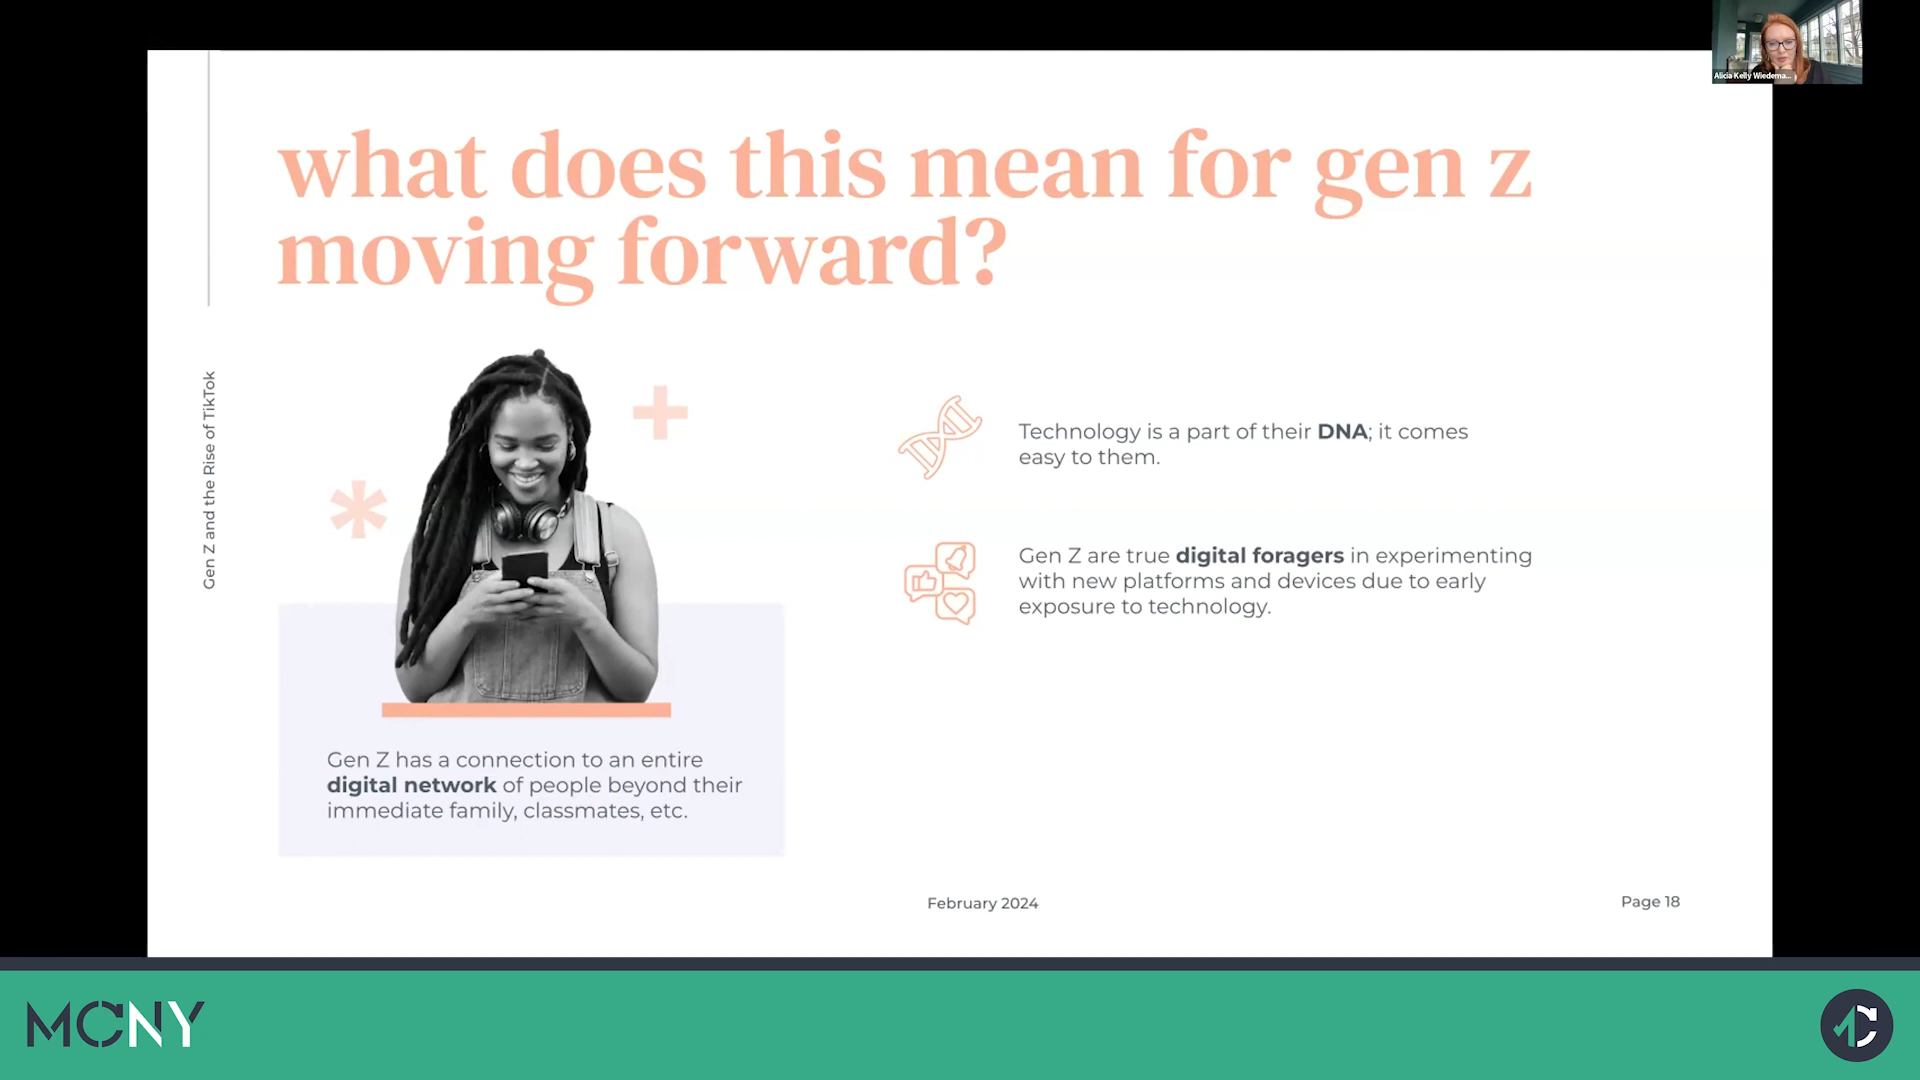 Alicia Kelly Wiedema...
what does this mean for gen z
moving forward?
Gen Z and the Rise of TikTok
Technology is a part of their DNA; it comes
easy to them.
Gen Z are true digital foragers in experimenting
with new platforms and devices due to early
exposure to technology.
Gen Z has a connection to an entire
digital network of people beyond their
immediate family, classmates, etc.
February 2024
Page 18
MCNY